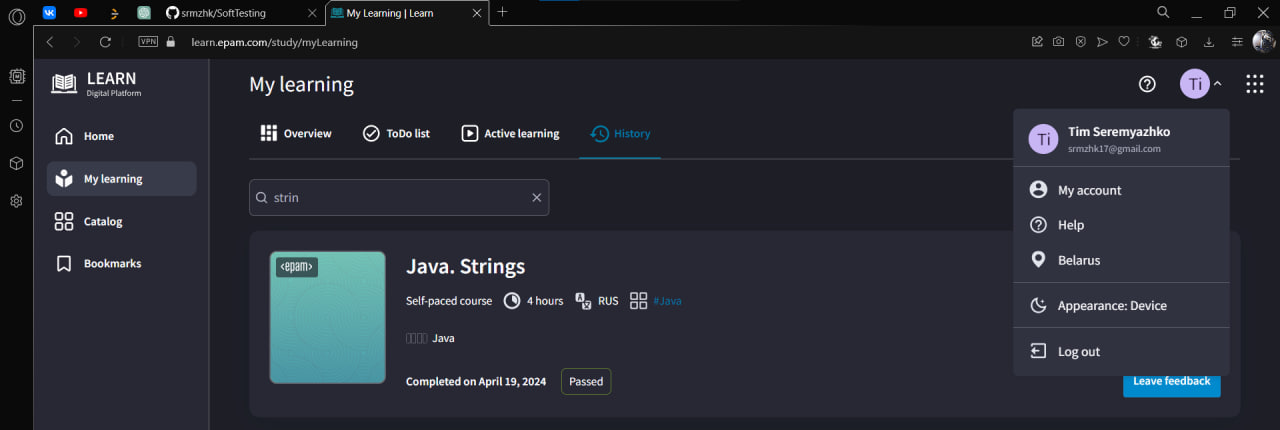 srmzhk/SoftTesting
My Learning | Learn
VPN
learn.epam.com/study/myLearning
LEARN
Digital Platform
My learning
Ti
Home
My learning
Catalog
Bookmarks
Overview
ToDo list
Active learning
History
Ti
Tim Seremyazhko
srmzhk17@gmail.com
My account
Help
Belarus
Appearance: Device
Log out
strin
<epam>
Java. Strings
Self-paced course
4 hours
RUS
#Java
Java
Completed on April 19, 2024
Passed
Leave feedback